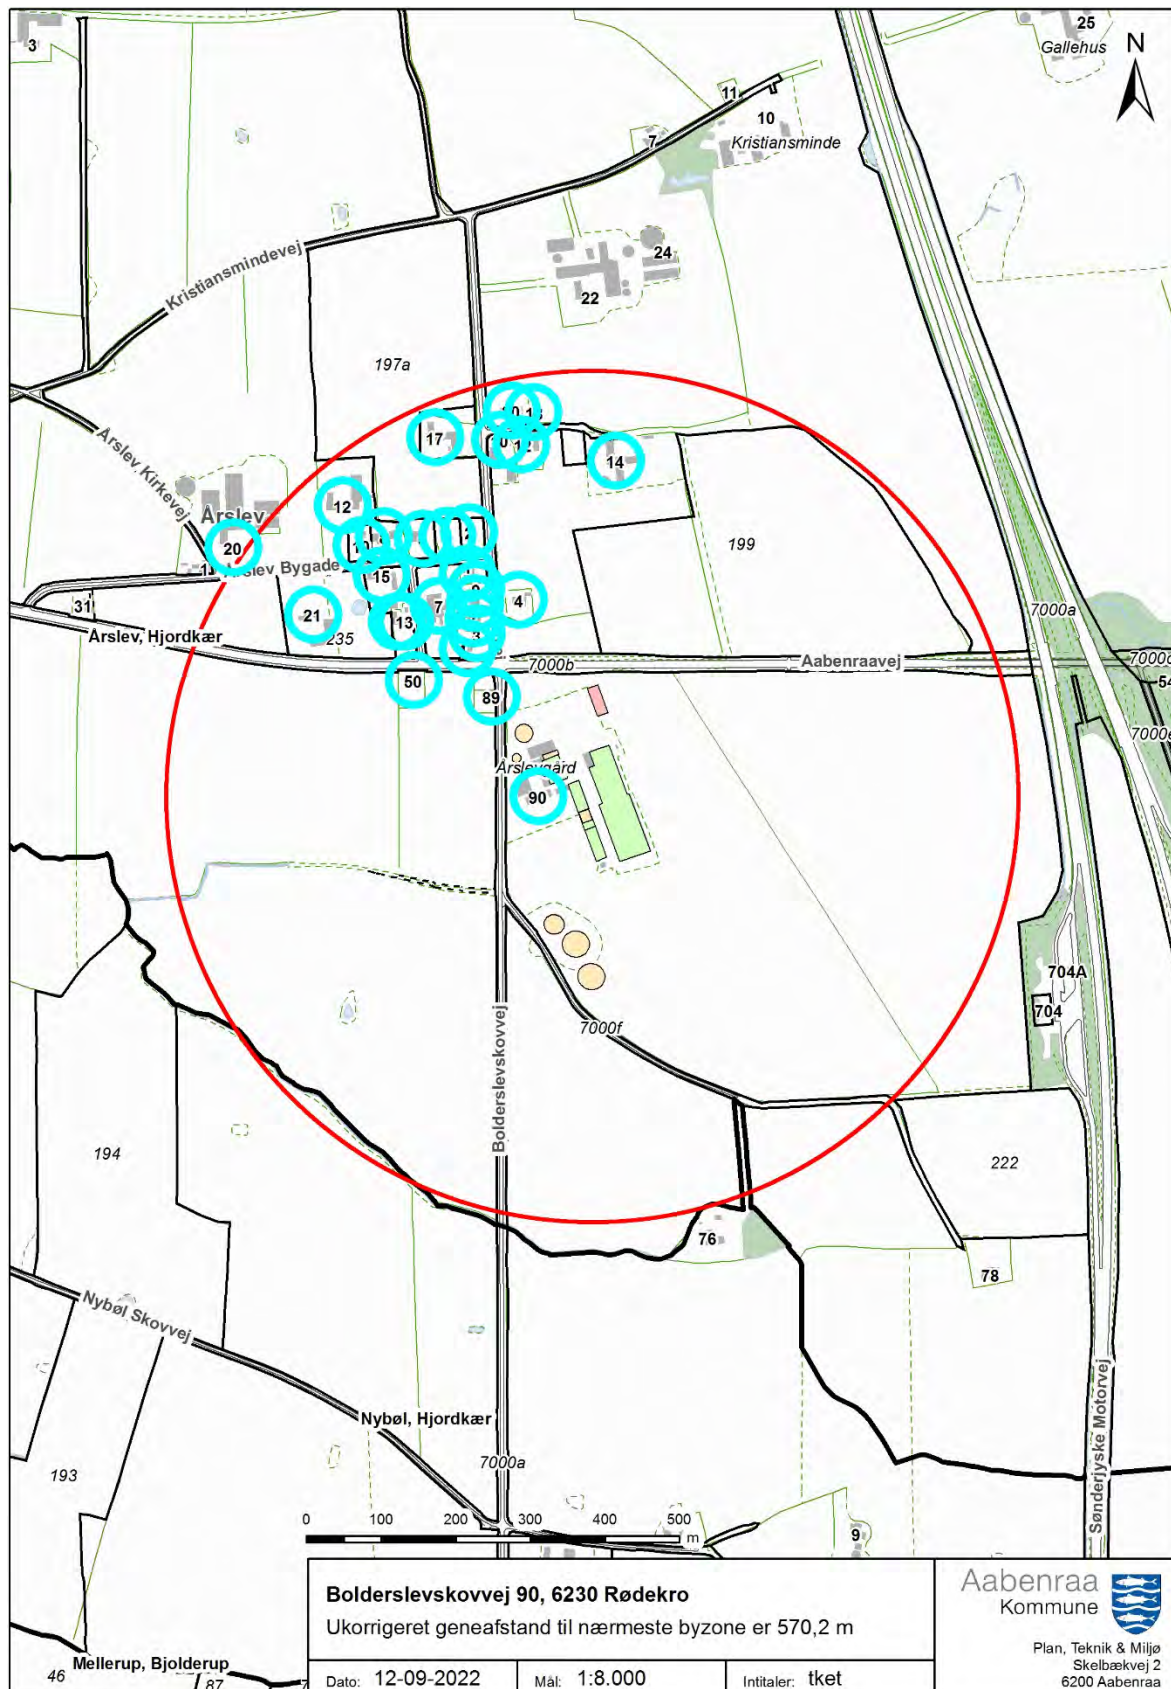 3
25
Gallehus
N
11
10
7
Kristiansminde
24
22
Kristiansmindevej
197a
17
14
Årslev Kirkevej
12
Årslev
199
20
Årslev Bygade
15
4
7
31
21
13
3
7000a
235
Årslev, Hjordkær
7000b
Aabenraavej
50
89
54
Årslevgård
90
704A
704
7000f
Bolderslevskovvej
194
222
76
78
Nybøl Skovvej
Nybøl, Hjordkær
193
7000a
Sønderjyske Motorvej
9
0 100 200 300 400 500
m
Bolderslevskovvej 90, 6230 Rødekro
Ukorrigeret geneafstand til nærmeste byzone er 570,2 m
Aabenraa
Kommune
Mellerup, Bjolderup
46
87
Dato: 12-09-2022
Mål: 1:8.000
Intitaler: tket
Plan, Teknik & Miljø
Skelbækvej 2
6200 Aabenraa